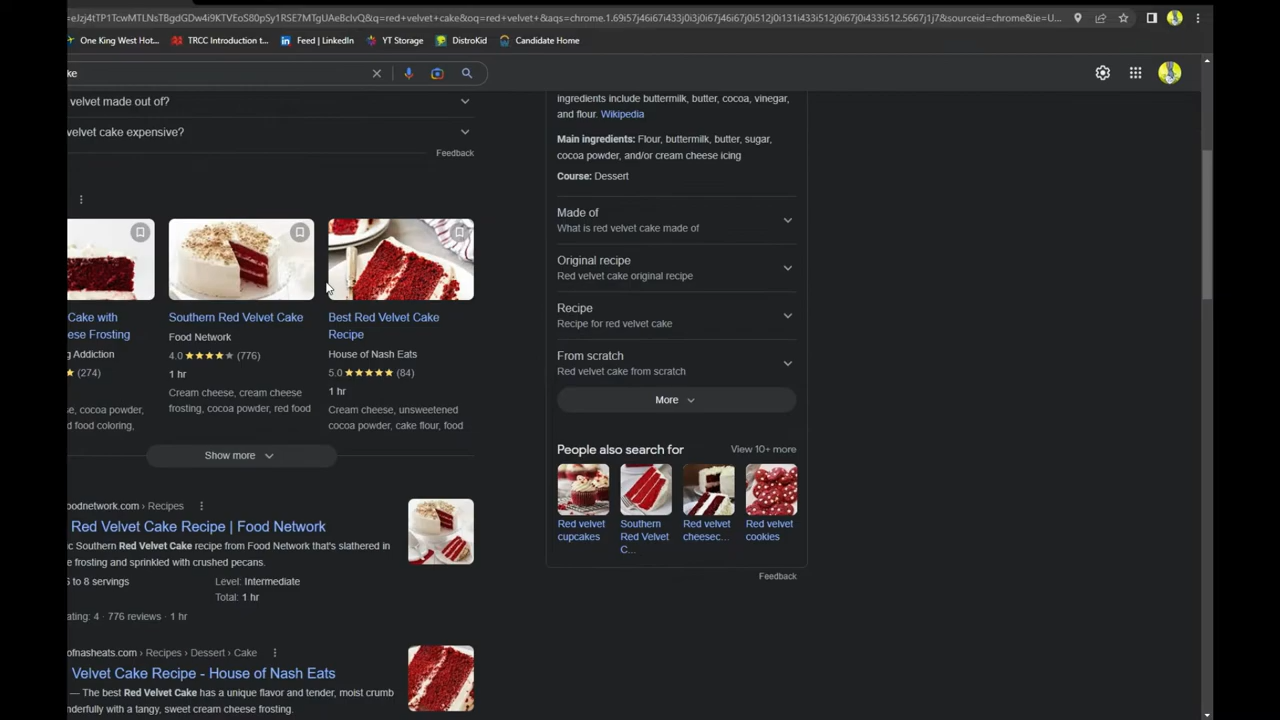 One King West Hot...
TRCC Introduction t...
Feed | LinkedIn
YT Storage
DistroKid
Candidate Home
ke
velvet made out of?
velvet cake expensive?
Feedback
Cake with
ese Frosting
g Addiction
(274)
se, cocoa powder,
d food coloring,
Southern Red Velvet Cake
Food Network
4.0 ★★★★★ (776)
1 hr
Cream cheese, cream cheese
frosting, cocoa powder, red food
Best Red Velvet Cake
Recipe
House of Nash Eats
5.0 ★★★★★ (84)
1 hr
Cream cheese, unsweetened
cocoa powder, cake flour, food
Show more
oodnetwork.com › Recipes
Red Velvet Cake Recipe | Food Network
ic Southern Red Velvet Cake recipe from Food Network that's slathered in
e frosting and sprinkled with crushed pecans.
6 to 8 servings
Level: Intermediate
Total: 1 hr
ating: 4 · 776 reviews · 1 hr
ofnasheats.com › Recipes › Dessert › Cake
Velvet Cake Recipe - House of Nash Eats
— The best Red Velvet Cake has a unique flavor and tender, moist crumb
nderfully with a tangy, sweet cream cheese frosting.
ingredients include buttermilk, butter, cocoa, vinegar,
and flour. Wikipedia
Main ingredients: Flour, buttermilk, butter, sugar,
cocoa powder, and/or cream cheese icing
Course: Dessert
Made of
What is red velvet cake made of
Original recipe
Red velvet cake original recipe
Recipe
Recipe for red velvet cake
From scratch
Red velvet cake from scratch
More
People also search for
View 10+ more
Red velvet
cupcakes
Southern
Red Velvet
C...
Red velvet
cheesec...
Red velvet
cookies
Feedback